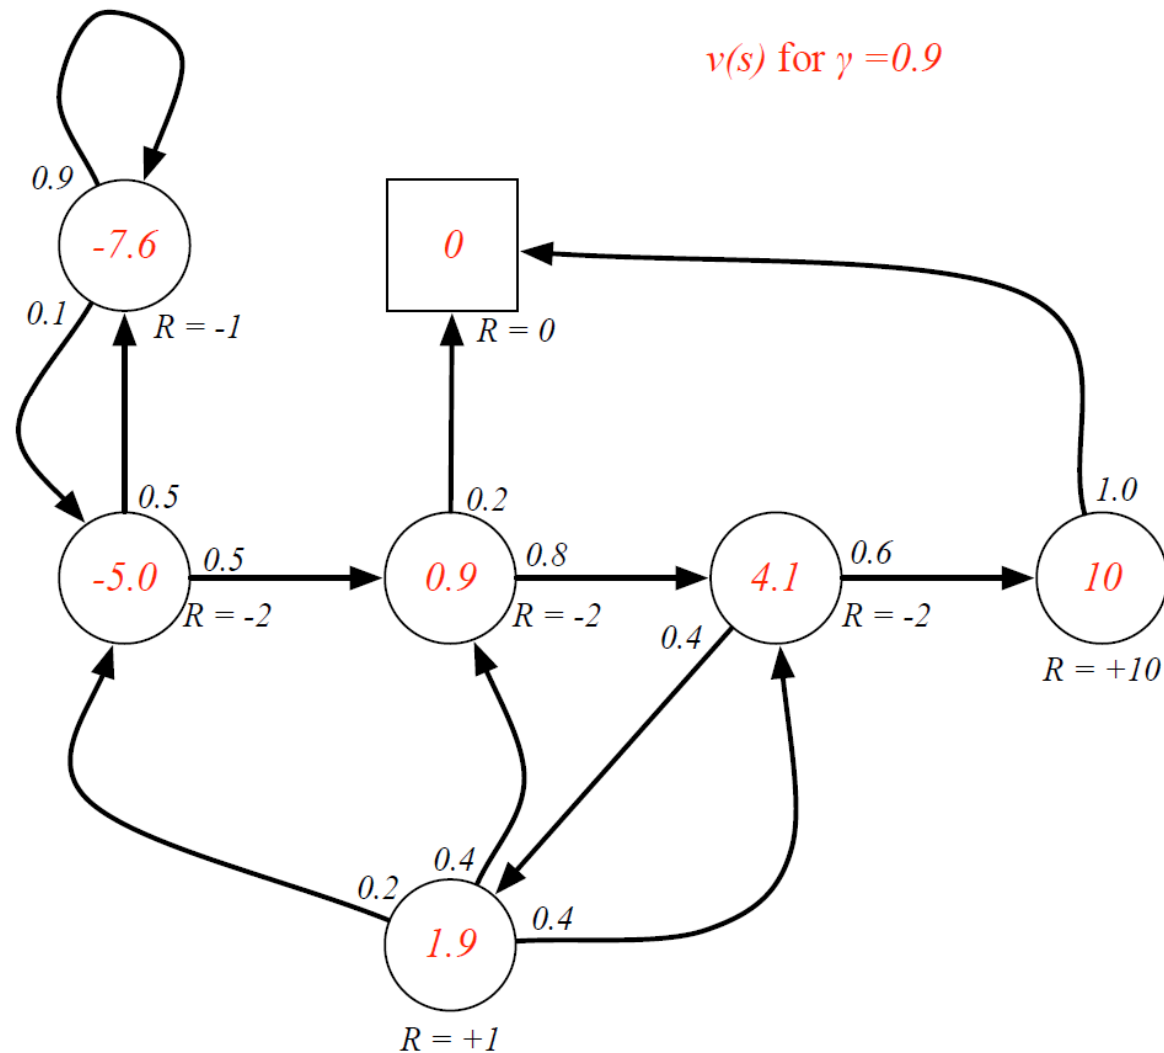 v(s) for γ =0.9
0.9
-7.6
0
0.1
R = -1
R = 0
0.5
0.2
1.0
-5.0
0.5
0.9
0.8
4.1
0.6
10
R = -2
R = -2
R = -2
0.4
R = +10
0.4
0.2
0.4
1.9
R = +1